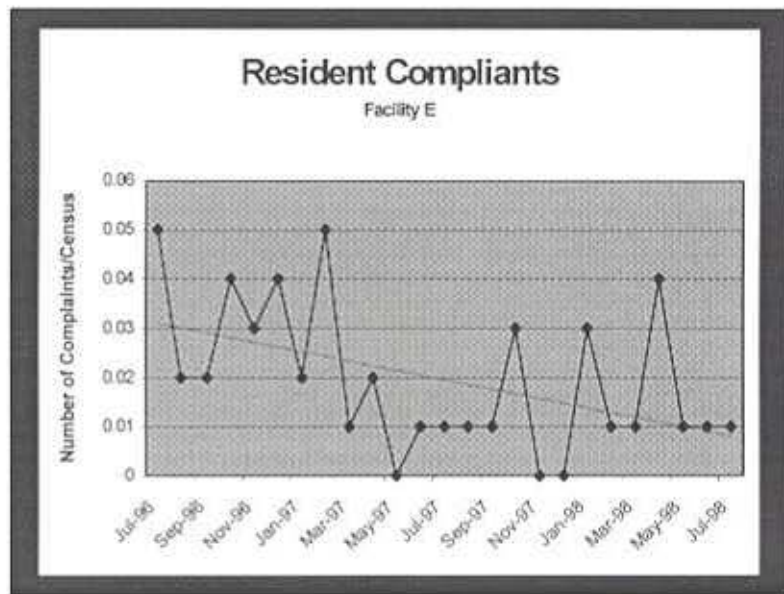 Resident Compliants
Facility E
Number of Complaints/Census
0.06
0.05
0.04
0.03
0.02
0.01
0
Jul-96
Sep-96
Nov-96
Jan-97
Mar-97
May-97
Jul-97
Sep-97
Nov-97
Jan-98
Mar-98
May-98
Jul-98